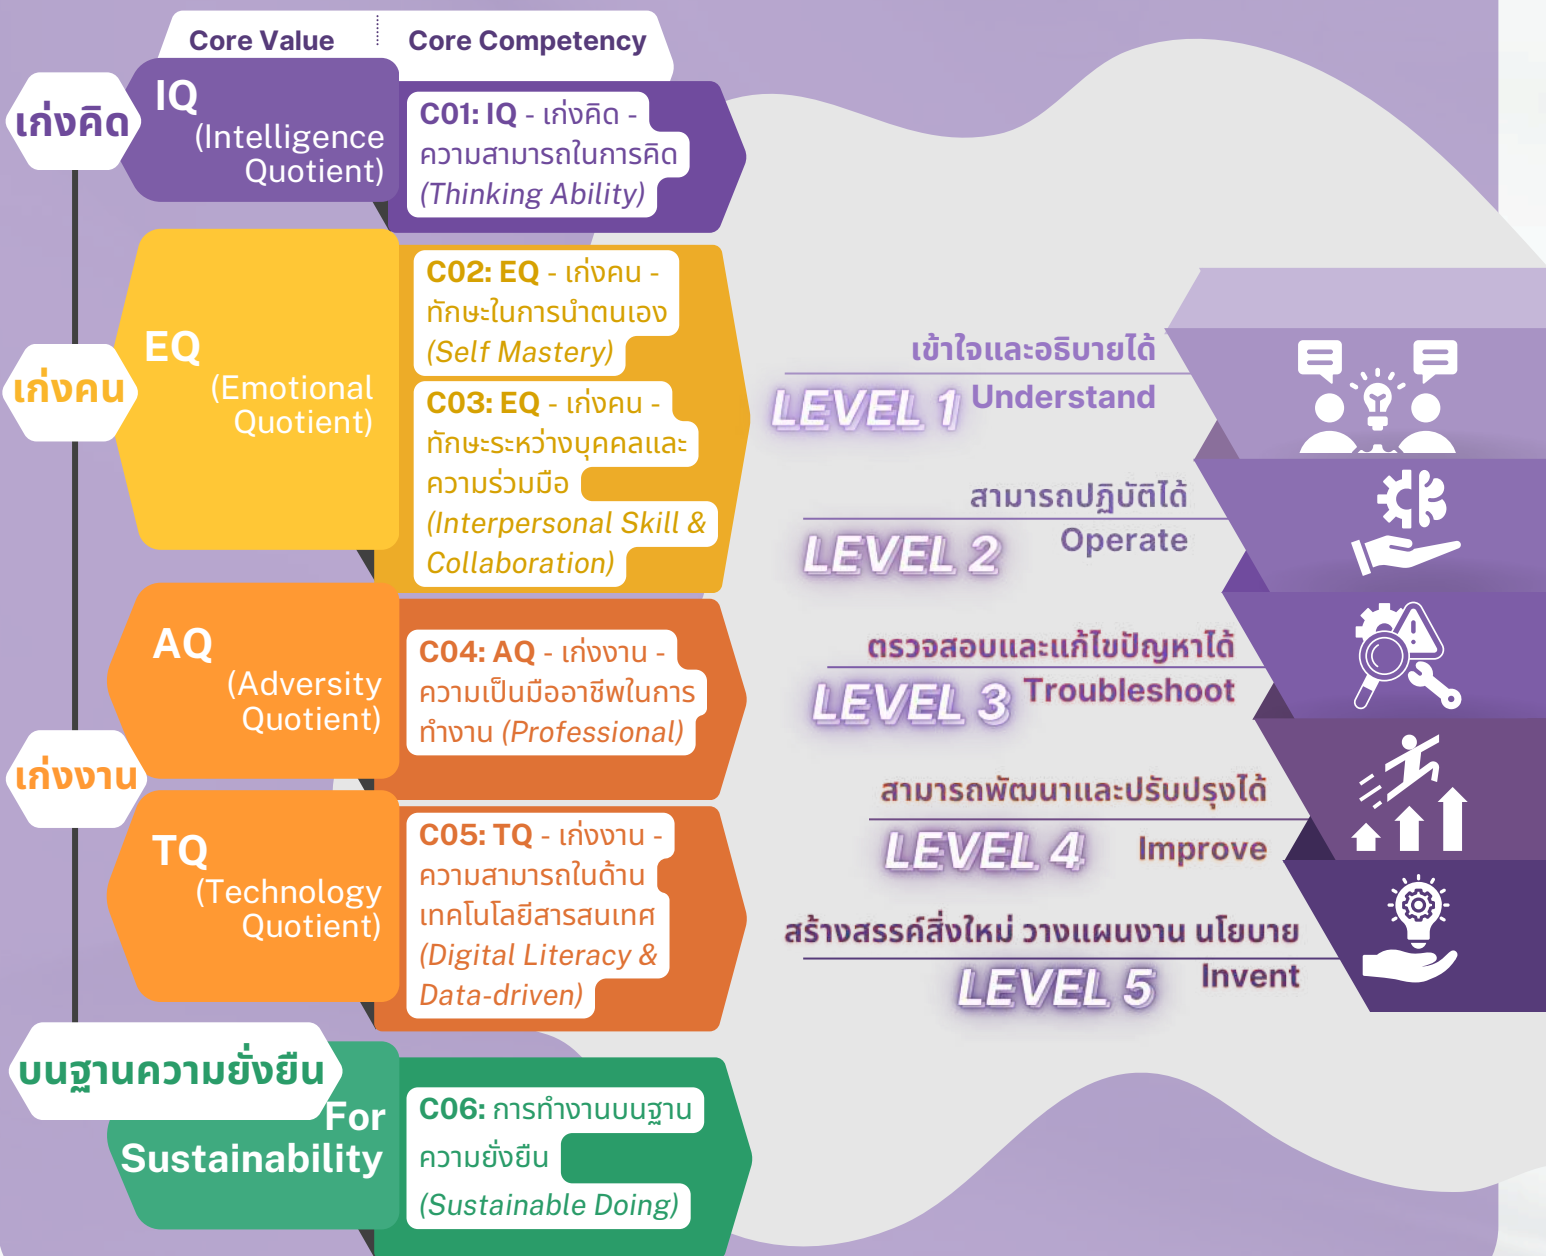 Core Value
Core Competency
เก่งคิด
IQ
(Intelligence
Quotient)
C01: IQ - เก่งคิด -
ความสามารถในการคิด
(Thinking Ability)
เก่งคน
EQ
(Emotional
Quotient)
C02: EQ - เก่งคน -
ทักษะในการนำตนเอง
(Self Mastery)
C03: EQ - เก่งคน -
ทักษะระหว่างบุคคลและ
ความร่วมมือ
(Interpersonal Skill &
Collaboration)
เก่งงาน
AQ
(Adversity
Quotient)
C04: AQ - เก่งงาน -
ความเป็นมืออาชีพในการ
ทำงาน (Professional)
TQ
(Technology
Quotient)
C05: TQ - เก่งงาน -
ความสามารถในด้าน
เทคโนโลยีสารสนเทศ
(Digital Literacy &
Data-driven)
บนฐานความยั่งยืน
For
Sustainability
C06: การทำงานบนฐาน
ความยั่งยืน
(Sustainable Doing)
เข้าใจและอธิบายได้
LEVEL 1 Understand
สามารถปฏิบัติได้
LEVEL 2 Operate
ตรวจสอบและแก้ไขปัญหาได้
LEVEL 3 Troubleshoot
สามารถพัฒนาและปรับปรุงได้
LEVEL 4 Improve
สร้างสรรค์สิ่งใหม่ วางแผนงาน นโยบาย
LEVEL 5 Invent